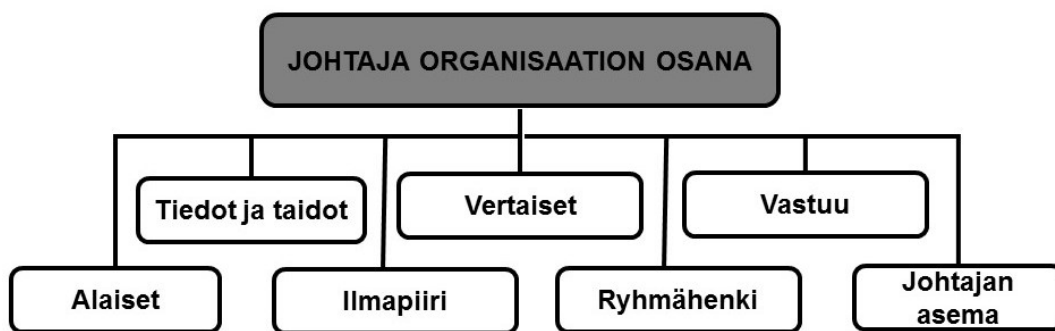 JOHTAJA ORGANISAATION OSANA
Tiedot ja taidot
Vertaiset
Vastuu
Alaiset
Ilmapiiri
Ryhmähenki
Johtajan
asema